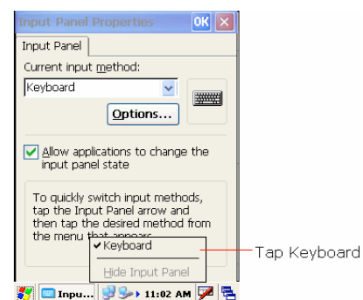 Input Panel Properties OK
Input Panel
Current input method:
Keyboard
Options...
Allow applications to change the
input panel state
To quickly switch input methods,
tap the Input Panel arrow and
then tap the desired method from
the menu that appears.
Keyboard
Tap Keyboard
Hide Input Panel
Inpu... 11:02 AM